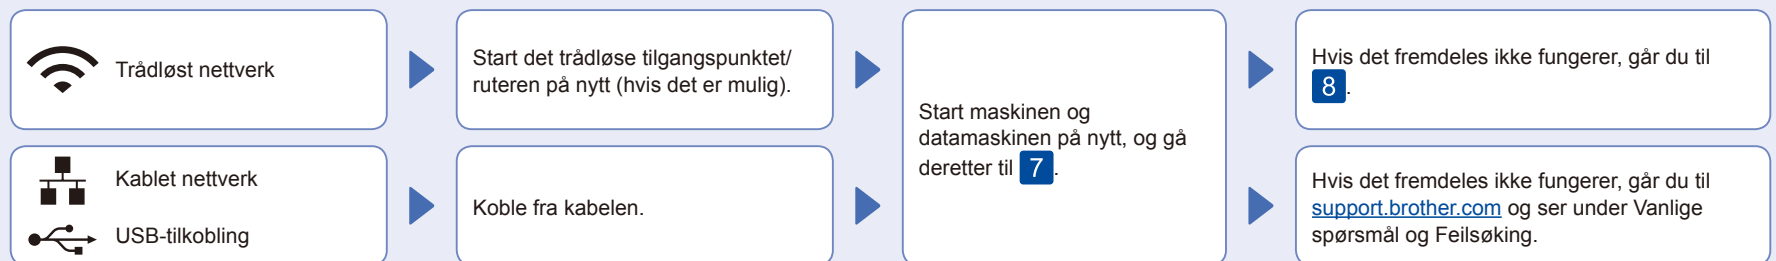 Trådløst nettverk
Start det trådløse tilgangspunktet/
ruteren på nytt (hvis det er mulig).
Kablet nettverk
USB-tilkobling
Koble fra kabelen.
Start maskinen og
datamaskinen på nytt, og gå
deretter til 7.
Hvis det fremdeles ikke fungerer, går du til
8.
Hvis det fremdeles ikke fungerer, går du til
support.brother.com og ser under Vanlige
spørsmål og Feilsøking.